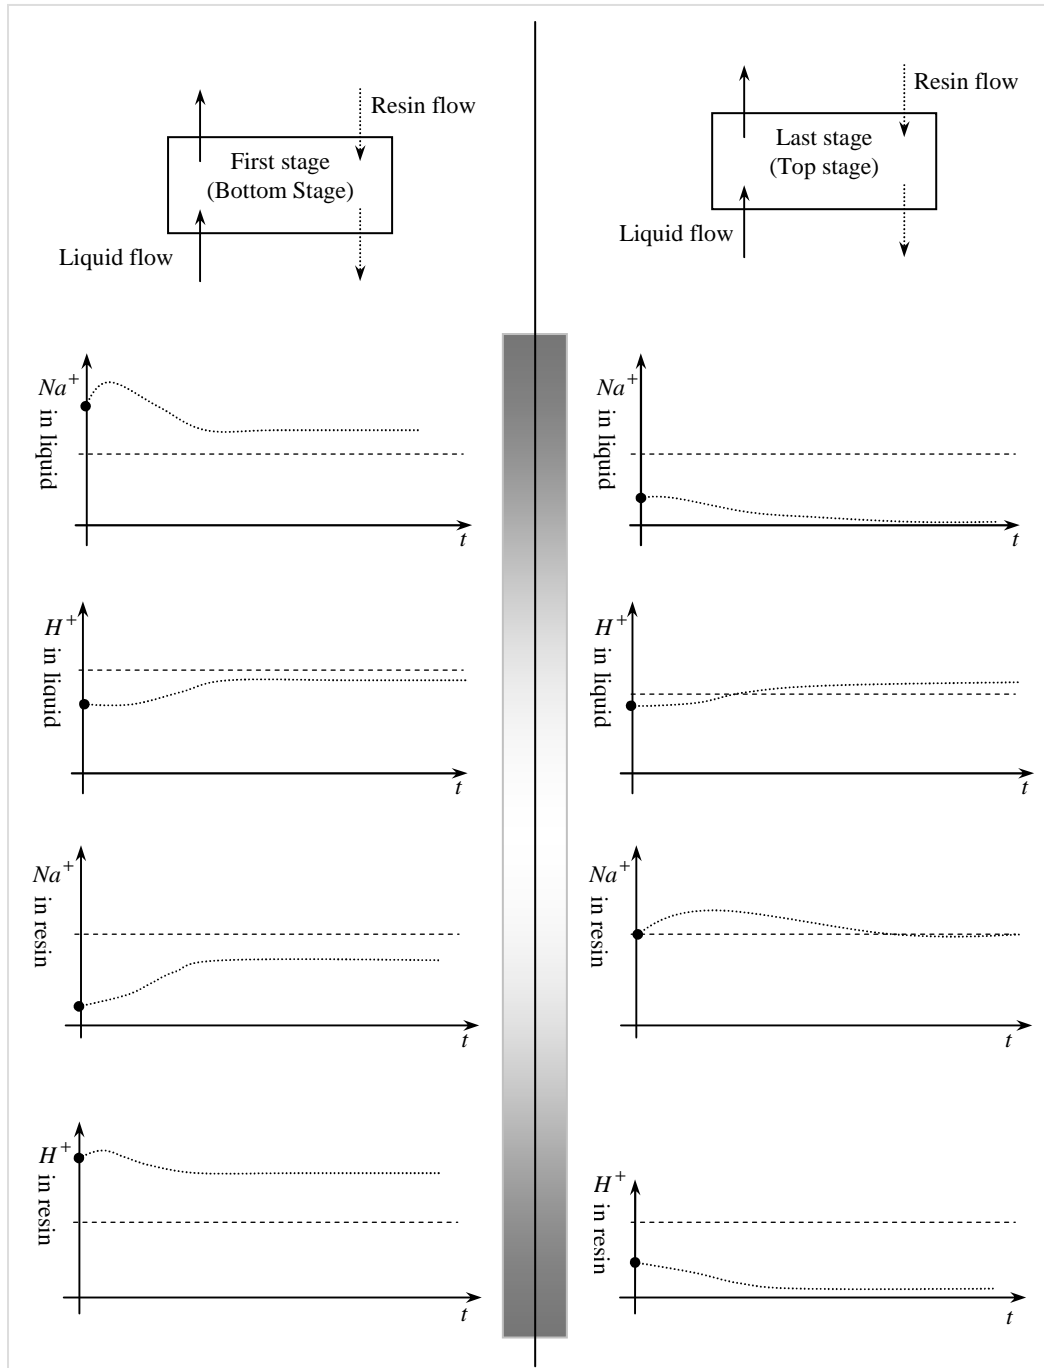 Resin flow
First stage
(Bottom Stage)
Liquid flow
Na+
in liquid
t
H+
in liquid
t
Na+
in resin
t
H+
in resin
t
Resin flow
Last stage
(Top stage)
Liquid flow
Na+
in liquid
t
H+
in liquid
t
Na+
in resin
t
H+
in resin
t